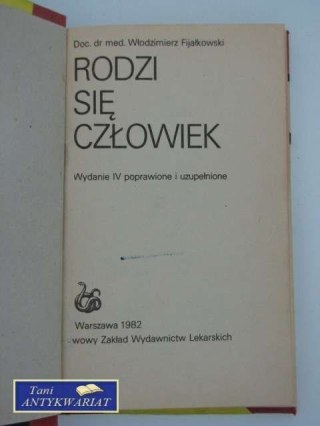 Doc. dr med. Włodzimierz Fijałkowski
RODZI
SIĘ
CZŁOWIEK
Wydanie IV poprawione i uzupełnione
Warszawa 1982
wowy Zakład Wydawnictw Lekarskich
Tani
ANTYKWARIAT